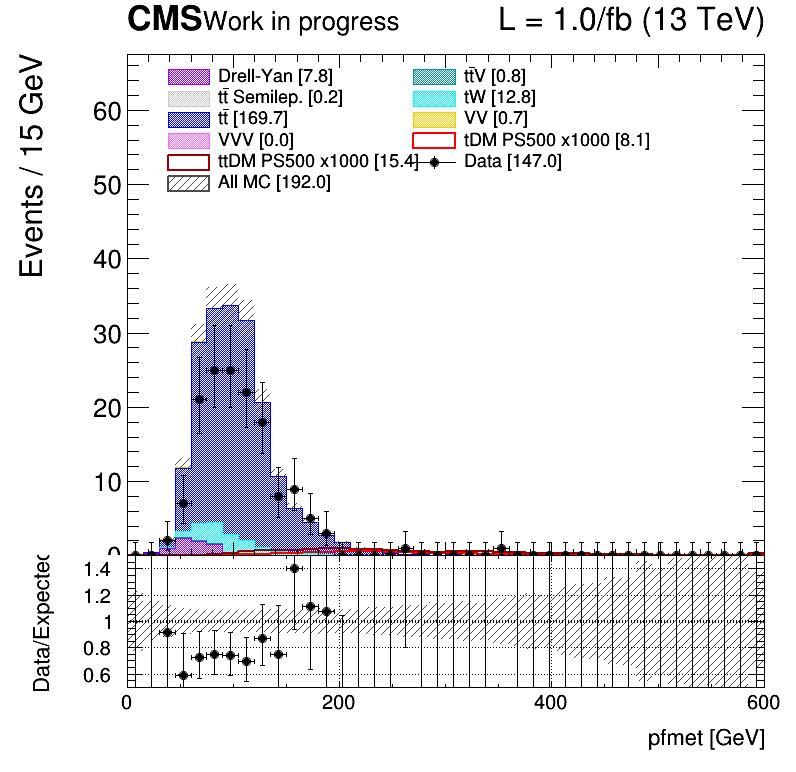 CMS Work in progress L = 1.0/fb (13 TeV)
Drell-Yan [7.8] tt̄V [0.8]
tt̄ Semilep. [0.2] tW [12.8]
tt̄ [169.7] VV [0.7]
VVV [0.0] tDM PS500 x1000 [8.1]
ttDM PS500 x1000 [15.4] Data [147.0]
All MC [192.0]
Events / 15 GeV
60
50
40
30
20
10
0
Data/Expected
1.4
1.2
1
0.8
0.6
0 200 400 600
pfmet [GeV]